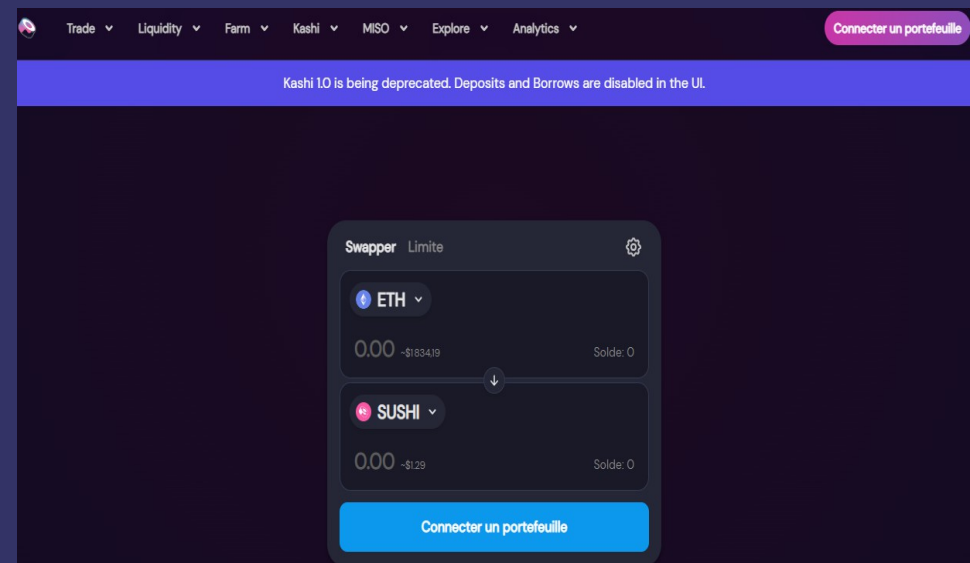 Trade Liquidity Farm Kashi MISO Explore Analytics Connecter un portefeuille
Kashi 1.0 is being deprecated. Deposits and Borrows are disabled in the UI.
Swapper Limite
ETH
0.00 ~$1834,19 Solde: 0
SUSHI
0.00 ~$1.29 Solde: 0
Connecter un portefeuille